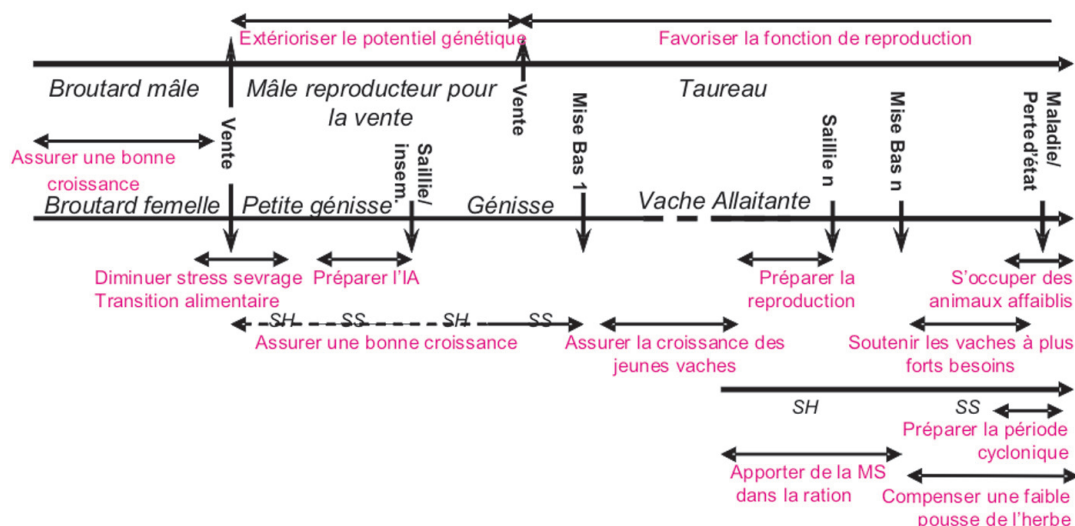 Extérioriser le potentiel génétique
Favoriser la fonction de reproduction
Broutard mâle
Mâle reproducteur pour
la vente
Taureau
Vente
Vente
Mise Bas 1
Saillie/
insem.
Saillie n
Mise Bas n
Maladie/
Perte d'état
Assurer une bonne
croissance
Broutard femelle
Petite génisse
Génisse
Vache Allaitante
Diminuer stress sevrage
Transition alimentaire
Préparer l'IA
Préparer la
reproduction
S'occuper des
animaux affaiblis
SH
SS
SH
SS
Assurer une bonne croissance
Assurer la croissance des
jeunes vaches
Soutenir les vaches à plus
forts besoins
SH
SS
Préparer la période
cyclonique
Apporter de la MS
dans la ration
Compenser une faible
pousse de l'herbe